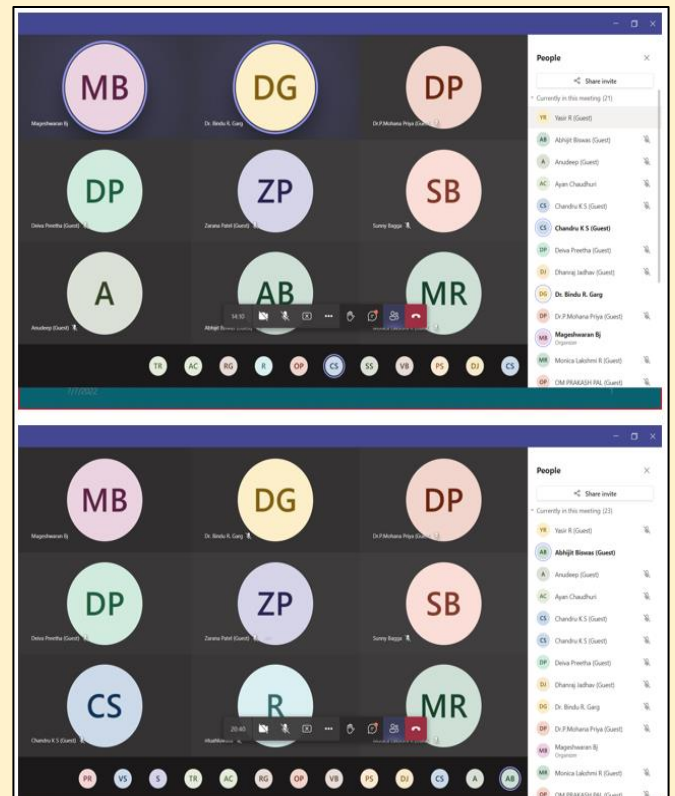 MB
DG
DP
Mageshwaran Bj
Dr. Bindu R. Garg
Dr.P.Mohana Priya (Guest)
DP
ZP
SB
Deiva Preetha (Guest)
Zarana Patel (Guest)
Sunny Bagga
A
AB
MR
14:10
Anudeep (Guest)
Abhijit
TR AC RG R OP CS SS VB PS DJ CS
7/7/2022
People
Share invite
Currently in this meeting (21)
YR Yasir R (Guest)
AB Abhijit Biswas (Guest)
A Anudeep (Guest)
AC Ayan Chaudhuri
CS Chandru K S (Guest)
CS Chandru K S (Guest)
DP Deiva Preetha (Guest)
DJ Dhanraj Jadhav (Guest)
DG Dr. Bindu R. Garg
DP Dr.P.Mohana Priya (Guest)
MB Mageshwaran Bj
Organizer
MR Monica Lakshmi R (Guest)
OP OM PRAKASH PAL (Guest)
MB
DG
DP
Mageshwaran Bj
Dr. Bindu R. Garg
Dr.P.Mohana Priya
DP
ZP
SB
Deiva Preetha (Guest)
Zarana Patel (Guest)
Sunny Bagga
CS
R
MR
20:40
Chandru K S (Guest)
PR VS S TR AC RG OP VB PS DJ CS A AB
People
Share invite
Currently in this meeting (23)
YR Yasir R (Guest)
AB Abhijit Biswas (Guest)
A Anudeep (Guest)
AC Ayan Chaudhuri
CS Chandru K S (Guest)
CS Chandru K S (Guest)
DP Deiva Preetha (Guest)
DJ Dhanraj Jadhav (Guest)
DG Dr. Bindu R. Garg
DP Dr.P.Mohana Priya (Guest)
MB Mageshwaran Bj
Organizer
MR Monica Lakshmi R (Guest)
OP OM PRAKASH PAL (Guest)